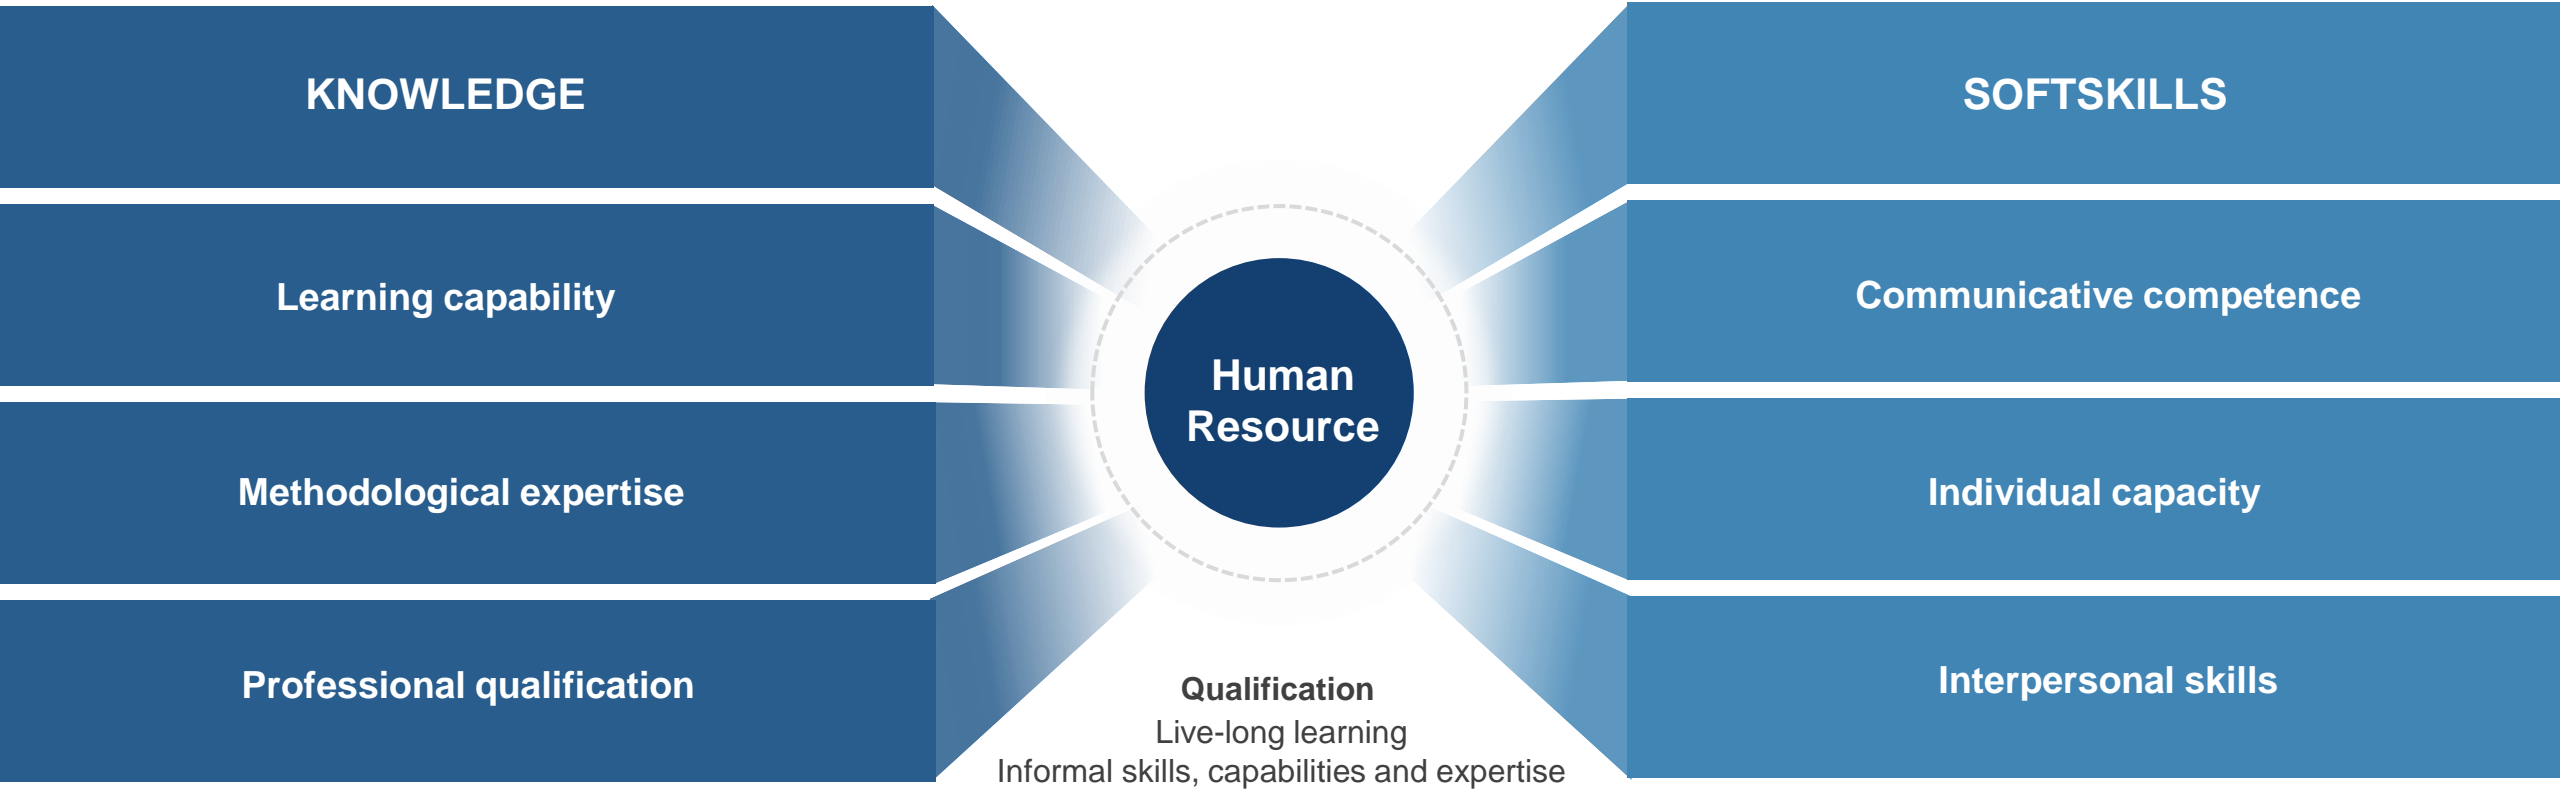 KNOWLEDGE
Learning capability
Methodological expertise
Professional qualification
Human
Resource
Qualification
Live-long learning
Informal skills, capabilities and expertise
SOFTSKILLS
Communicative competence
Individual capacity
Interpersonal skills